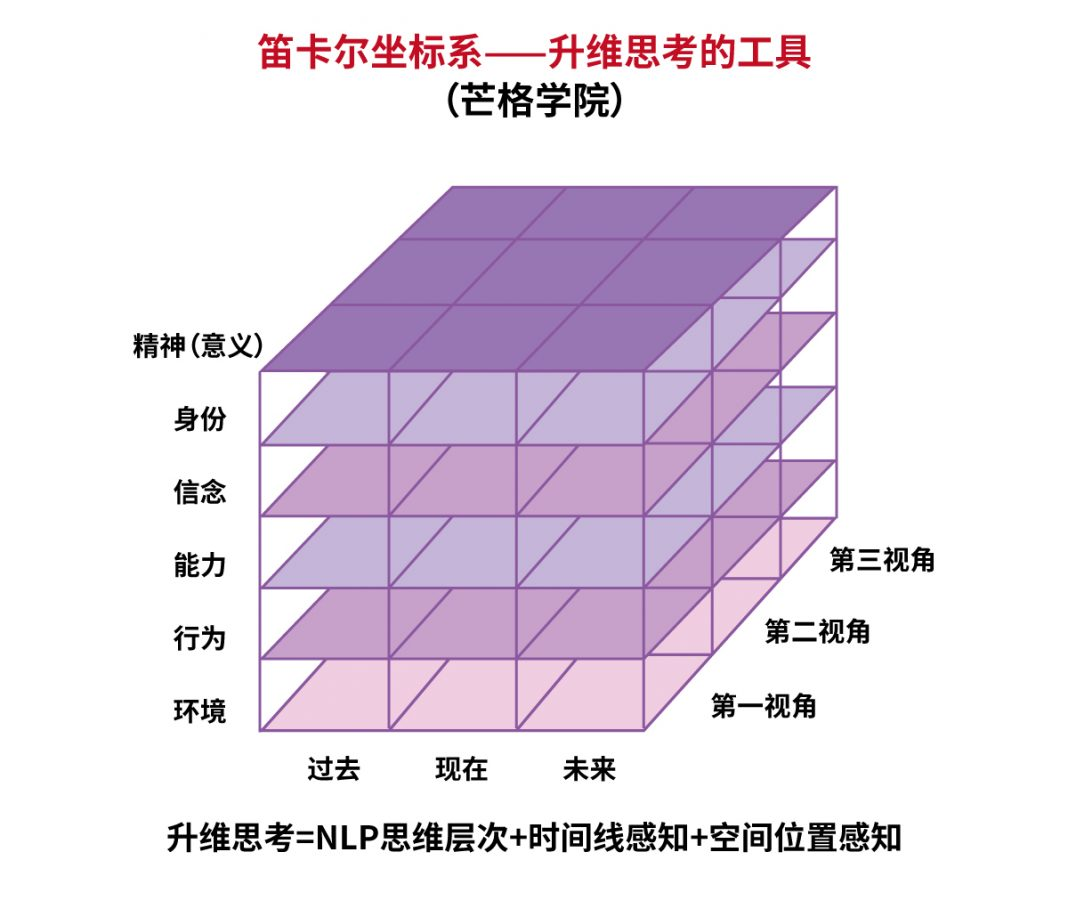 笛卡尔坐标系——升维思考的工具
（芒格学院）
精神（意义）
身份
信念
能力
行为
环境
第三视角
第二视角
第一视角
过去 现在 未来
升维思考=NLP思维层次+时间线感知+空间位置感知